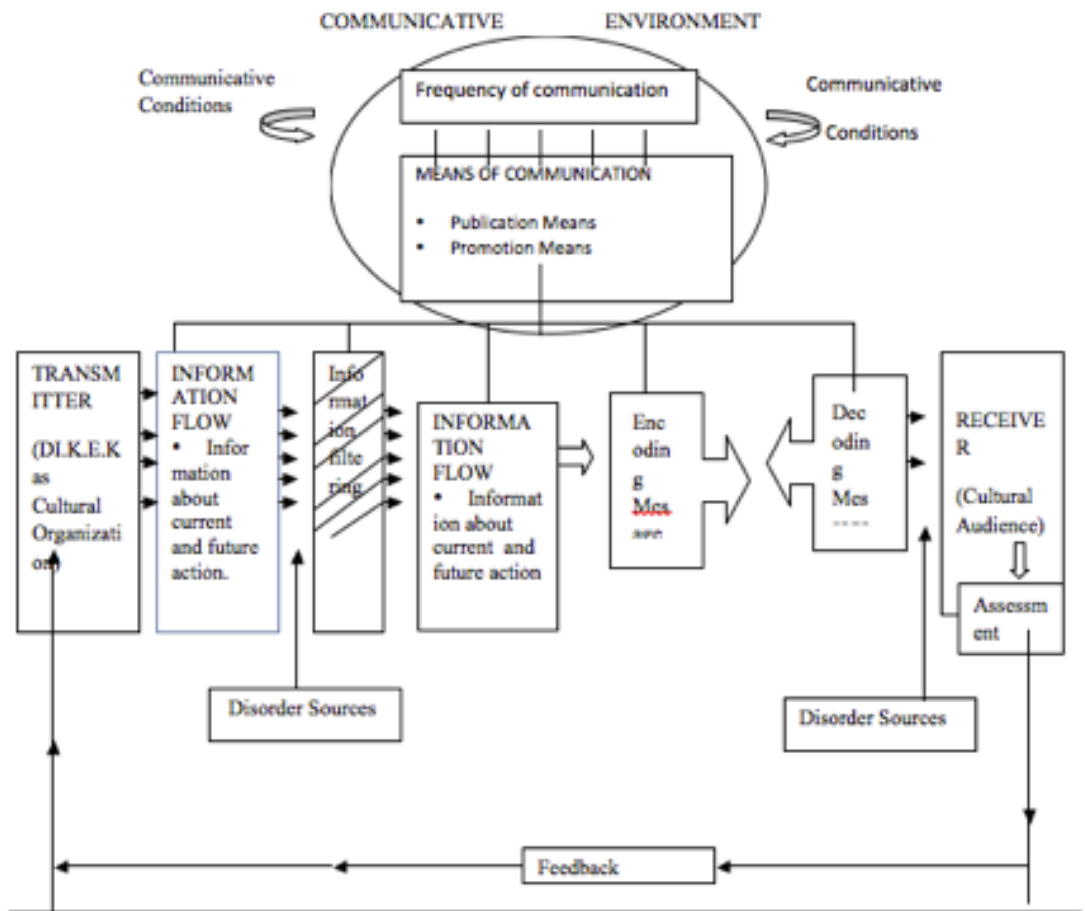 COMMUNICATIVE ENVIRONMENT
Communicative
Conditions
Frequency of communication
Communicative
Conditions
MEANS OF COMMUNICATION
• Publication Means
• Promotion Means
TRANSM
ITTER
(DI.K.E.K
as
Cultural
Organizati
on)
INFORM
ATION
FLOW
• Infor
mation
about
current
and future
action.
Info
rmat
ion
filte
ring
INFORMA
TION
FLOW
• Informat
ion about
current and
future action
Enc
odin
g
Mes
Dec
odin
g
Mes
RECEIVE
R
(Cultural
Audience)
Assessm
ent
Disorder Sources
Disorder Sources
Feedback